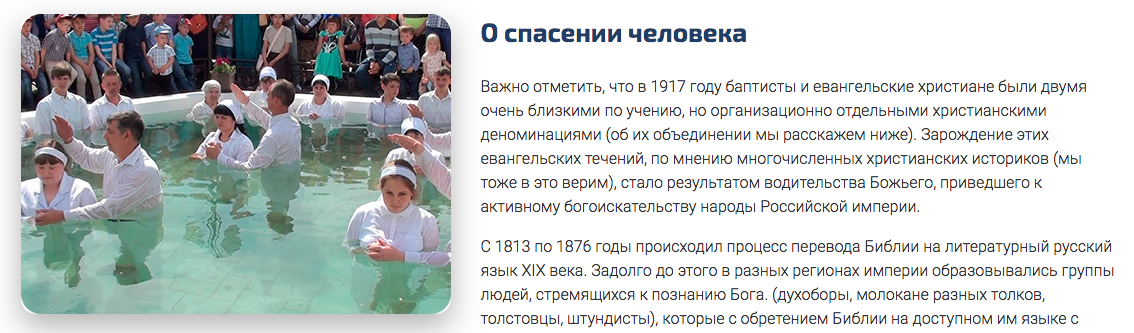 О спасении человека
Важно отметить, что в 1917 году баптисты и евангельские христиане были двумя
очень близкими по учению, но организационно отдельными христианскими
деноминациями (об их объединении мы расскажем ниже). Зарождение этих
евангельских течений, по мнению многочисленных христианских историков (мы
тоже в это верим), стало результатом водительства Божьего, приведшего к
активному богоискательству народы Российской империи.
С 1813 по 1876 годы происходил процесс перевода Библии на литературный русский
язык XIX века. Задолго до этого в разных регионах империи образовывались группы
людей, стремящихся к познанию Бога. (духоборы, молокане разных толков,
толстовцы, штундисты), которые с обретением Библии на доступном им языке с